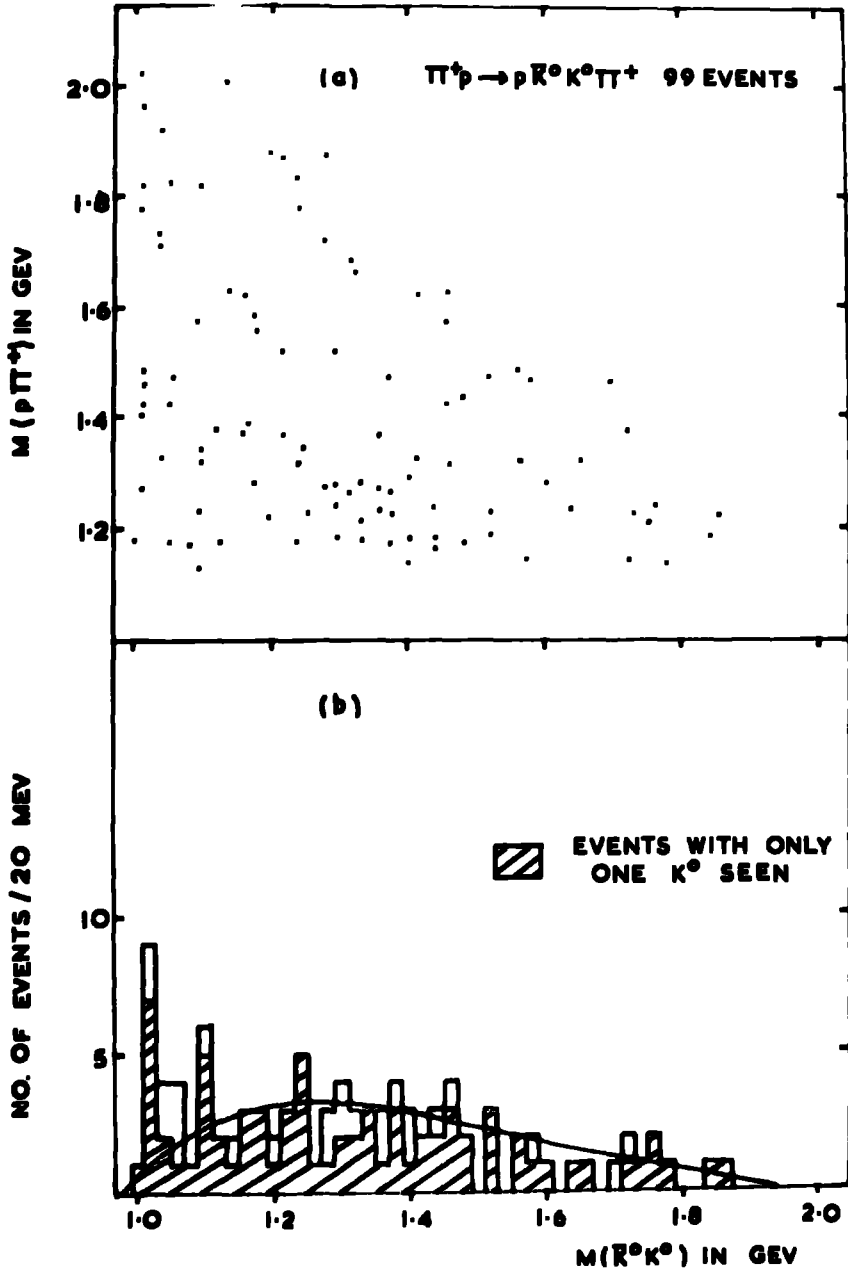 (a) π⁺p → pK̄⁰K⁰π⁺ 99 EVENTS
2·0
1·8
1·6
1·4
1·2
M(pπ⁺) IN GEV
(b)
EVENTS WITH ONLY
ONE K⁰ SEEN
10
5
NO. OF EVENTS/20 MEV
1·0 1·2 1·4 1·6 1·8 2·0
M(K̄⁰K⁰) IN GEV